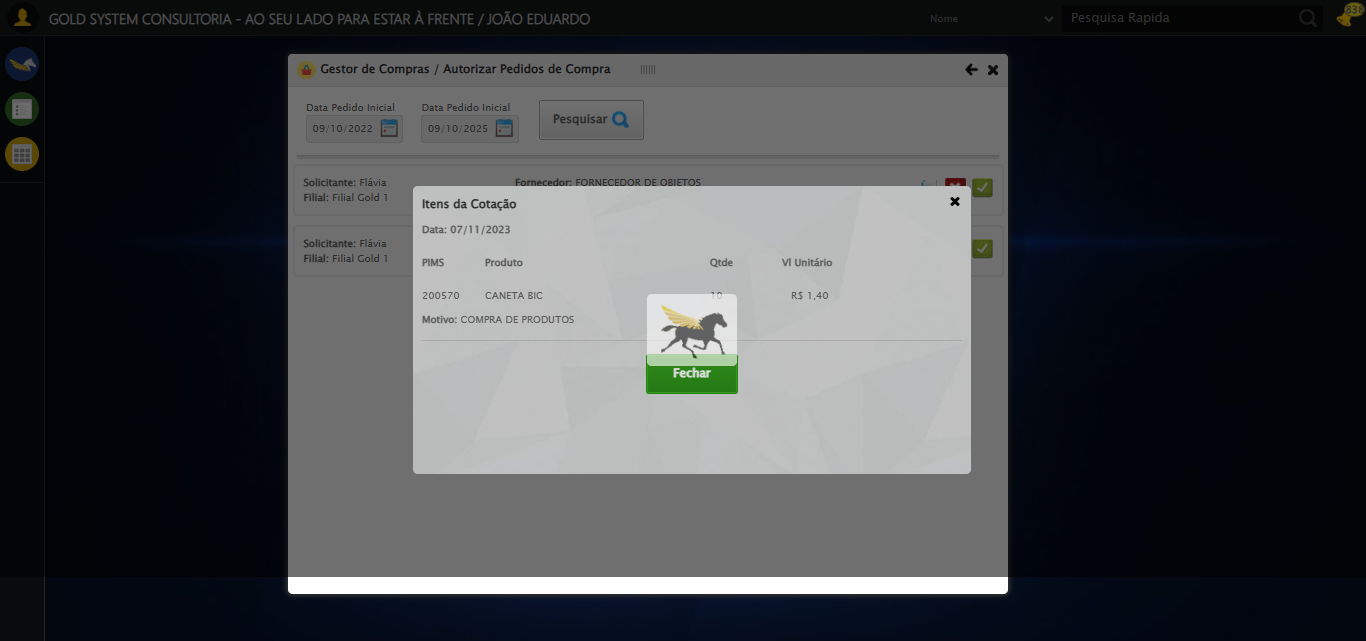 GOLD SYSTEM CONSULTORIA - AO SEU LADO PARA ESTAR À FRENTE / JOÃO EDUARDO
Nome
Pesquisa Rapida
838
Gestor de Compras / Autorizar Pedidos de Compra
Data Pedido Inicial Data Pedido Inicial
09/10/2022 09/10/2025 Pesquisar
Solicitante: Flávia Fornecedor: FORNECEDOR DE OBJETOS
Filial: Filial Gold 1
Solicitante: Flávia
Filial: Filial Gold 1
Itens da Cotação
Data: 07/11/2023
PIMS Produto Qtde Vl Unitário
200570 CANETA BIC 10 R$ 1,40
Motivo: COMPRA DE PRODUTOS
Fechar